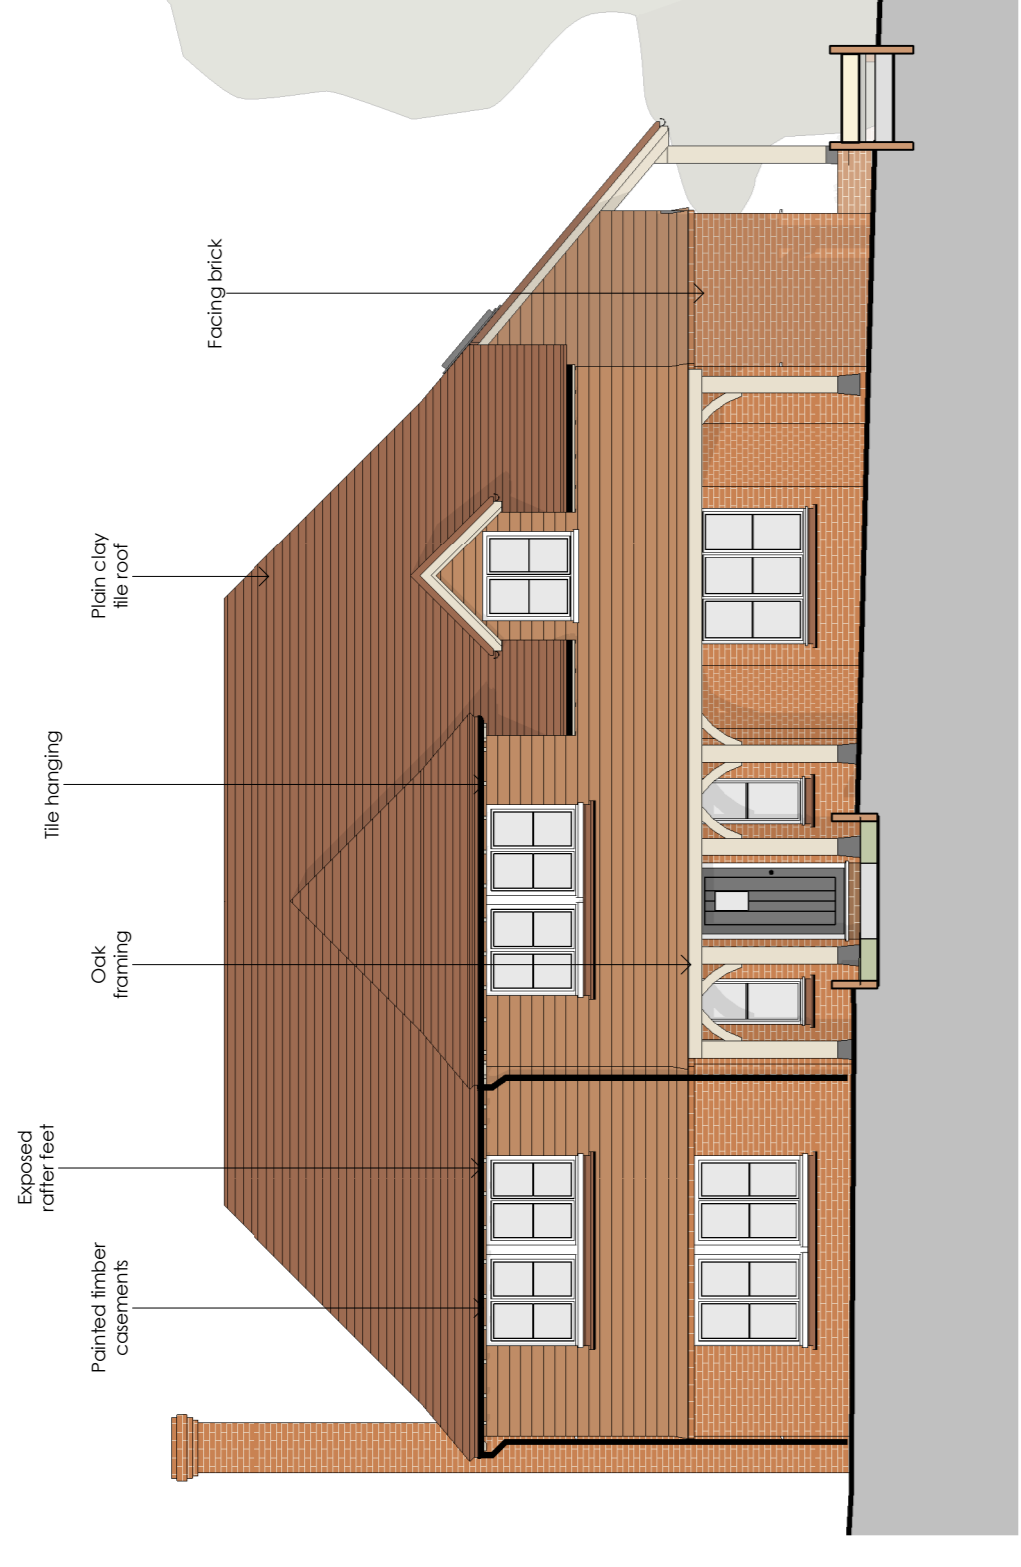 Painted timber
casements
Exposed
rafter feet
Oak
framing
Tile hanging
Plain clay
tile roof
Facing brick